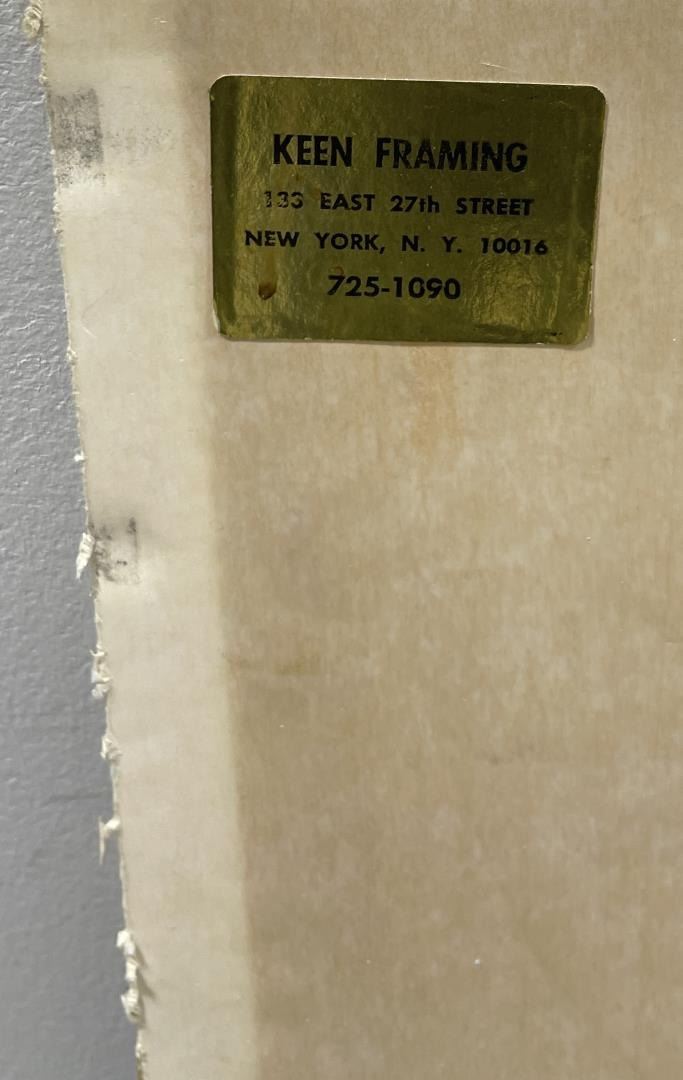 KEEN FRAMING
133 EAST 27th STREET
NEW YORK, N. Y. 10016
725-1090